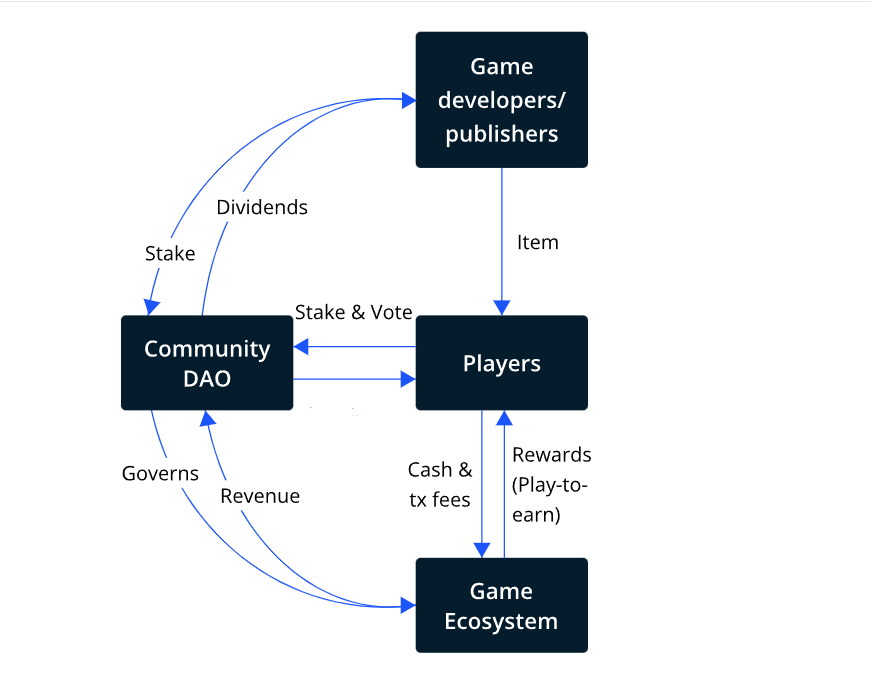 Game
developers/
publishers
Dividends
Stake
Item
Stake & Vote
Community
DAO
Players
Governs
Revenue
Cash &
tx fees
Rewards
(Play-to-
earn)
Game
Ecosystem